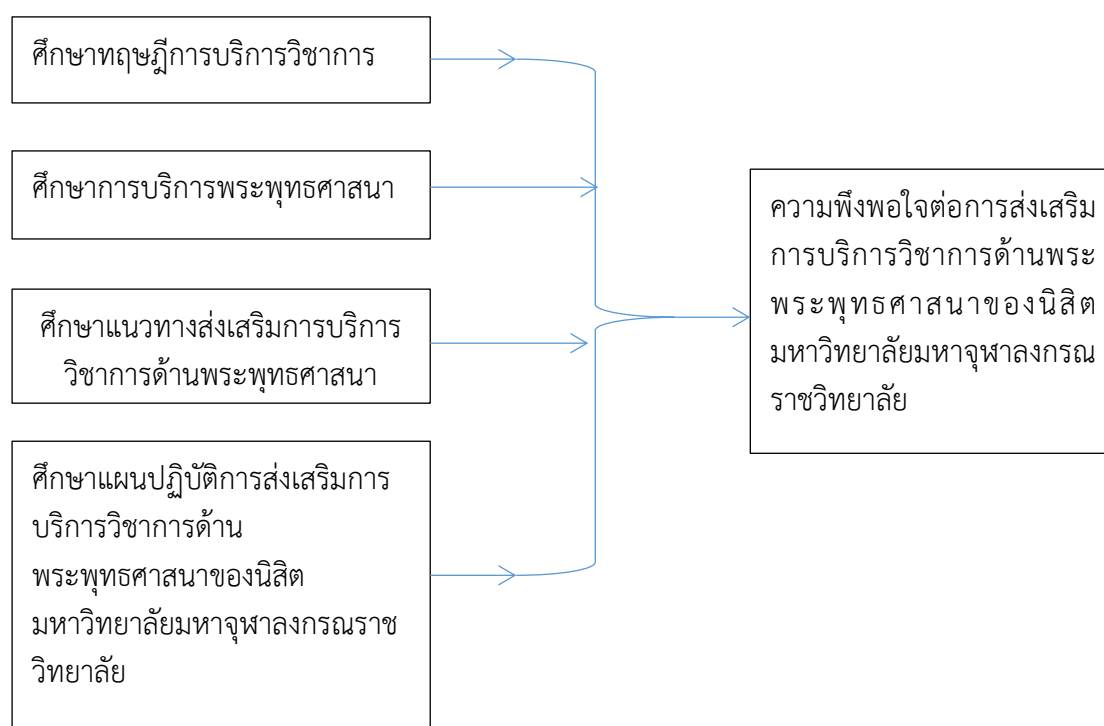 ศึกษาทฤษฎีการบริการวิชาการ
ศึกษาการบริการพระพุทธศาสนา
ศึกษาแนวทางส่งเสริมการบริการ
วิชาการด้านพระพุทธศาสนา
ศึกษาแผนปฏิบัติการส่งเสริมการ
บริการวิชาการด้าน
พระพุทธศาสนาของนิสิต
มหาวิทยาลัยมหาจุฬาลงกรณราช
วิทยาลัย
ความพึงพอใจต่อการส่งเสริม
การบริการวิชาการด้านพระ
พระพุทธศาสนาของนิสิต
มหาวิทยาลัยมหาจุฬาลงกรณ
ราชวิทยาลัย